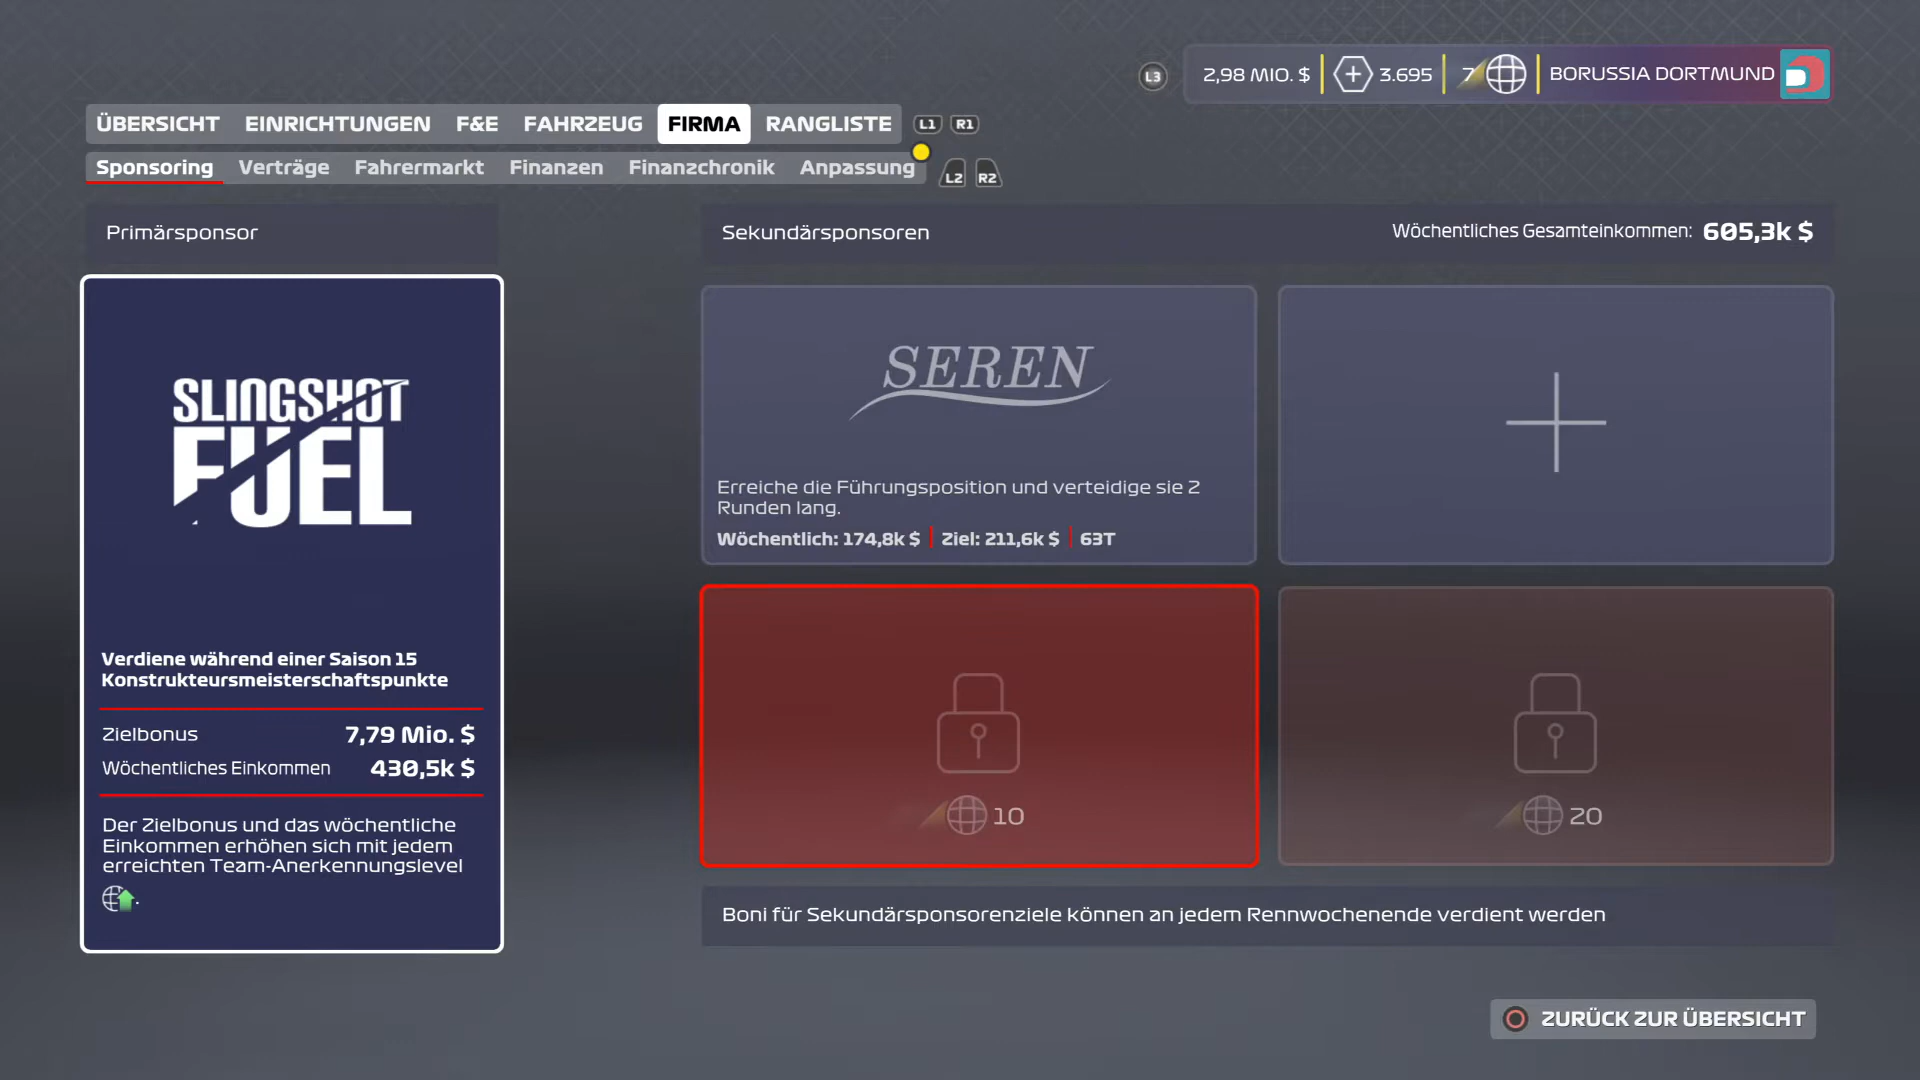 L3
2,98 MIO. $ 3.695 7 BORUSSIA DORTMUND
ÜBERSICHT EINRICHTUNGEN F&E FAHRZEUG FIRMA RANGLISTE L1 R1
Sponsoring Verträge Fahrermarkt Finanzen Finanzchronik Anpassung L2 R2
Primärsponsor
SLINGSHOT
FUEL
Verdiene während einer Saison 15
Konstrukteursmeisterschaftspunkte
Zielbonus 7,79 Mio. $
Wöchentliches Einkommen 430,5k $
Der Zielbonus und das wöchentliche
Einkommen erhöhen sich mit jedem
erreichten Team-Anerkennungslevel
.
Sekundärsponsoren Wöchentliches Gesamteinkommen: 605,3k $
SEREN
Erreiche die Führungsposition und verteidige sie 2
Runden lang.
Wöchentlich: 174,8k $ Ziel: 211,6k $ 63T
10
20
Boni für Sekundärsponsorenziele können an jedem Rennwochenende verdient werden
ZURÜCK ZUR ÜBERSICHT